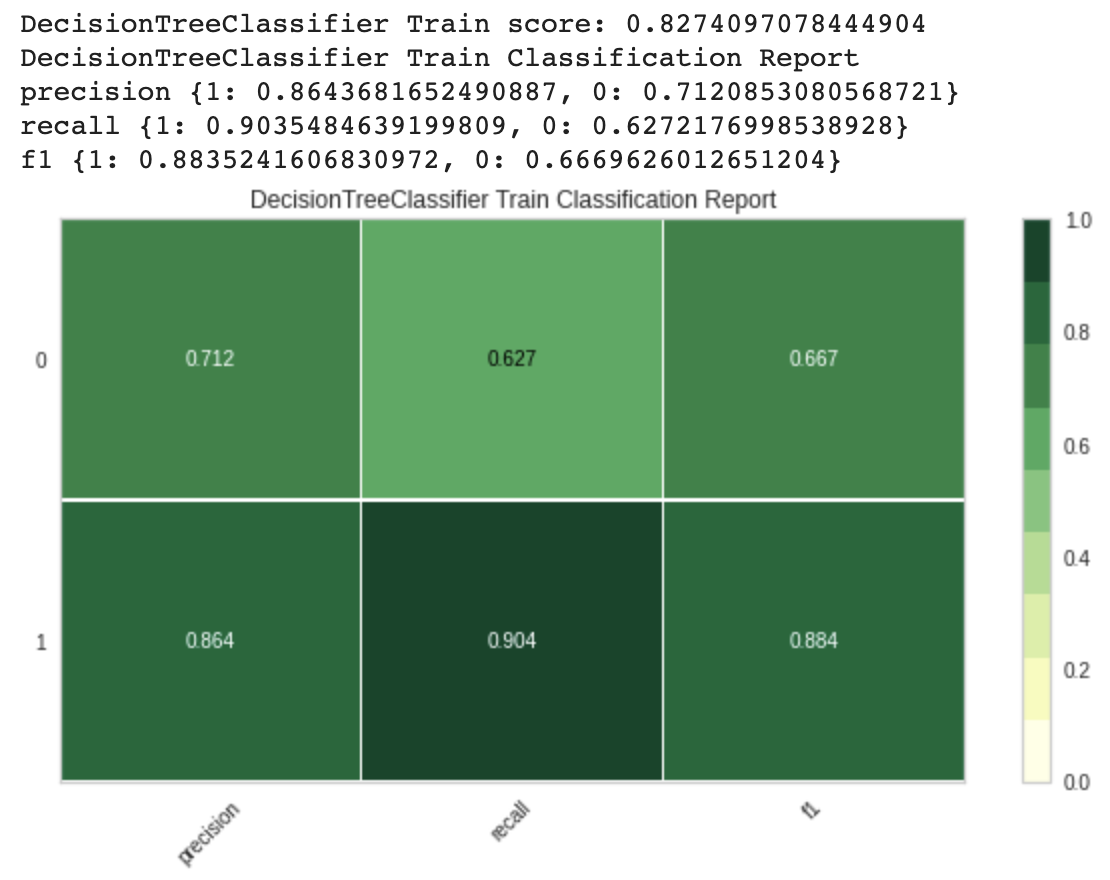 DecisionTreeClassifier Train score: 0.8274097078444904
DecisionTreeClassifier Train Classification Report
precision {1: 0.8643681652490887, 0: 0.7120853080568721}
recall {1: 0.9035484639199809, 0: 0.6272176998538928}
f1 {1: 0.8835241606830972, 0: 0.6669626012651204}
DecisionTreeClassifier Train Classification Report
1.0
0.8
0 0.712 0.627 0.667
0.6
0.4
1 0.864 0.904 0.884
0.2
0.0
precision recall f1